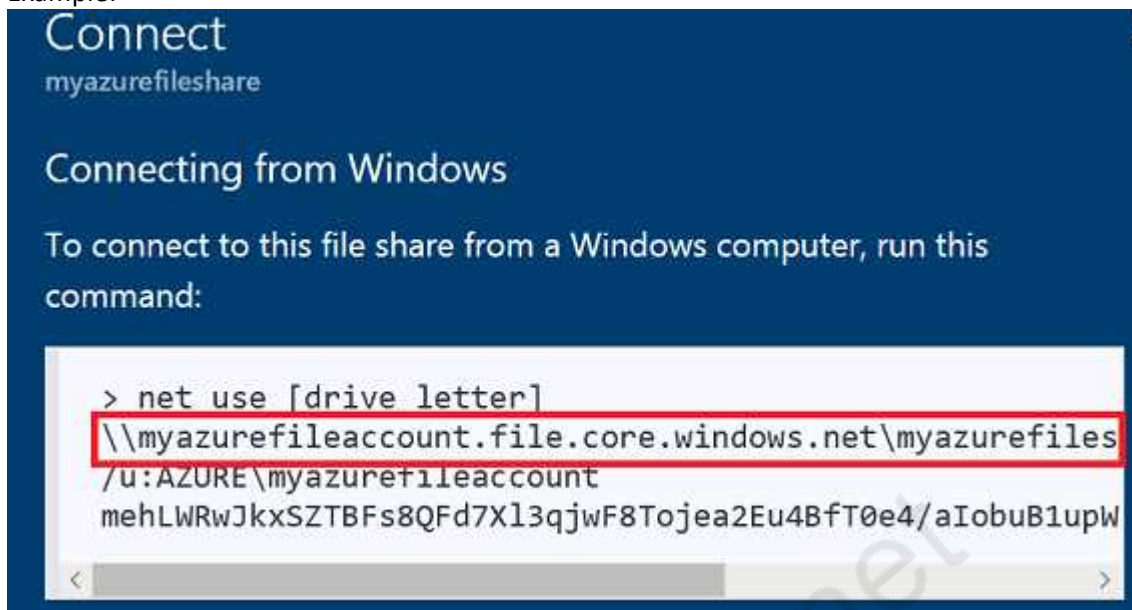 Example:
Connect
myazurefileshare
Connecting from Windows
To connect to this file share from a Windows computer, run this
command:
> net use [drive letter]
\\myazurefileaccount.file.core.windows.net\myazurefiles
/u:AZURE\myazurefileaccount
mehLWRwJkxSZTBFs8QFd7Xl3qjwF8Tojea2Eu4BfT0e4/aIobuB1upW